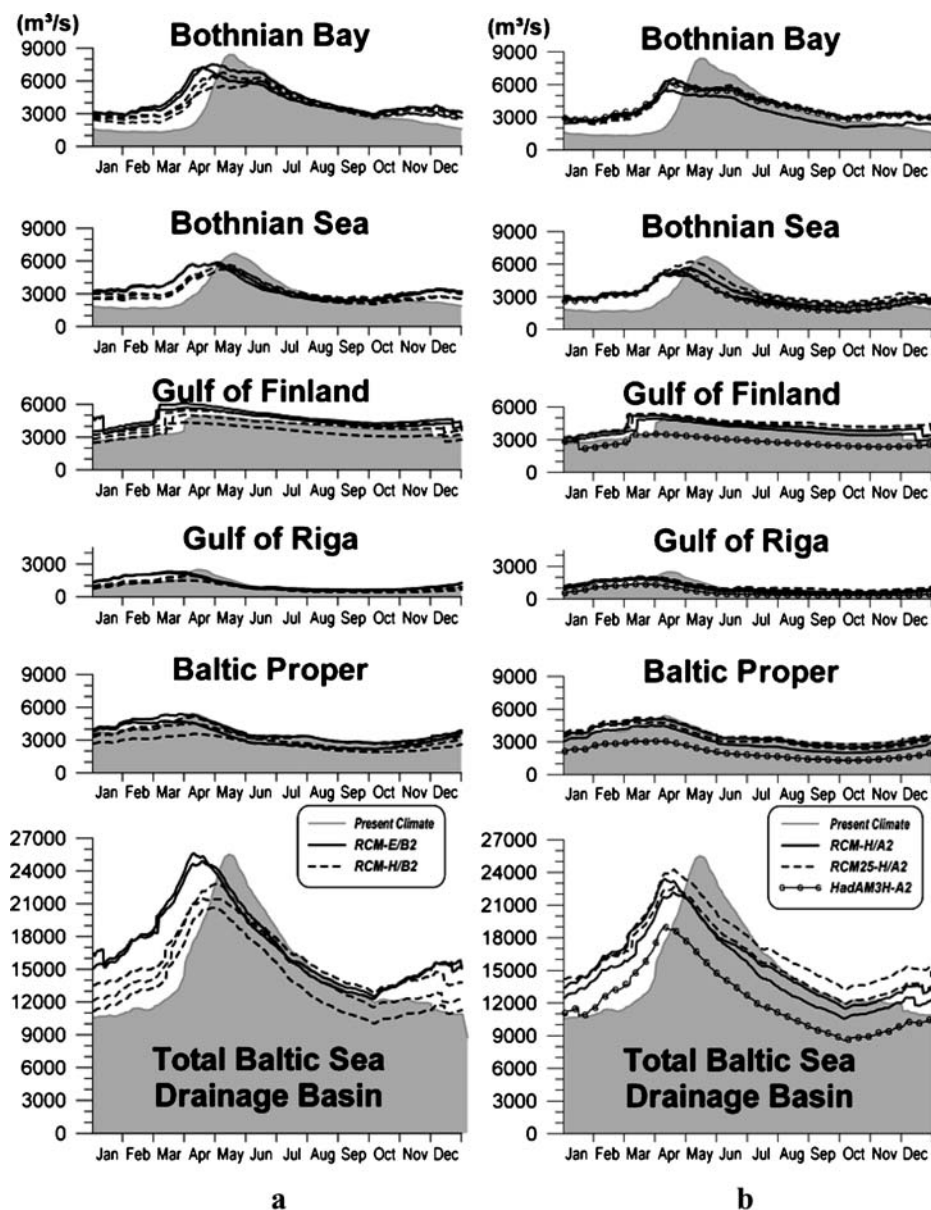 (m³/s)
Bothnian Bay
9000
6000
3000
0
Jan Feb Mar Apr May Jun Jul Aug Sep Oct Nov Dec
Bothnian Sea
9000
6000
3000
0
Jan Feb Mar Apr May Jun Jul Aug Sep Oct Nov Dec
Gulf of Finland
6000
3000
0
Jan Feb Mar Apr May Jun Jul Aug Sep Oct Nov Dec
Gulf of Riga
3000
0
Jan Feb Mar Apr May Jun Jul Aug Sep Oct Nov Dec
Baltic Proper
9000
6000
3000
0
Jan Feb Mar Apr May Jun Jul Aug Sep Oct Nov Dec
Present Climate
RCM-E/B2
RCM-H/B2
27000
24000
21000
18000
15000
12000
9000
6000
3000
0
Total Baltic Sea
Drainage Basin
Jan Feb Mar Apr May Jun Jul Aug Sep Oct Nov Dec
a
(m³/s)
Bothnian Bay
9000
6000
3000
0
Jan Feb Mar Apr May Jun Jul Aug Sep Oct Nov Dec
Bothnian Sea
9000
6000
3000
0
Jan Feb Mar Apr May Jun Jul Aug Sep Oct Nov Dec
Gulf of Finland
6000
3000
0
Jan Feb Mar Apr May Jun Jul Aug Sep Oct Nov Dec
Gulf of Riga
3000
0
Jan Feb Mar Apr May Jun Jul Aug Sep Oct Nov Dec
Baltic Proper
9000
6000
3000
0
Jan Feb Mar Apr May Jun Jul Aug Sep Oct Nov Dec
Present Climate
RCM-H/A2
RCM25-H/A2
HadAM3H-A2
27000
24000
21000
18000
15000
12000
9000
6000
3000
0
Total Baltic Sea
Drainage Basin
Jan Feb Mar Apr May Jun Jul Aug Sep Oct Nov Dec
b